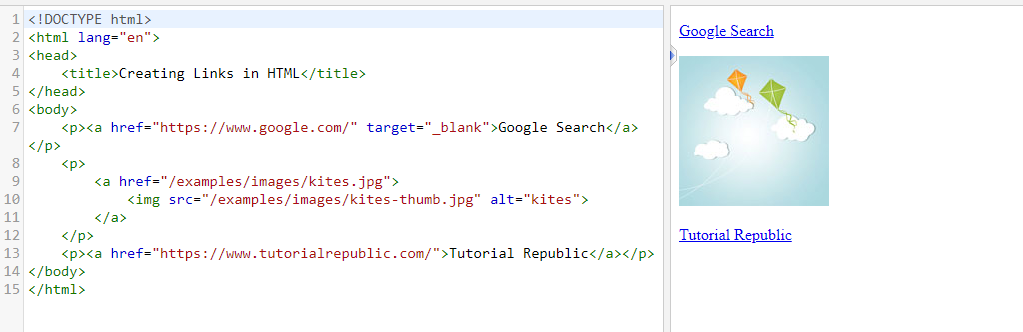 1 <!DOCTYPE html>
2 <html lang="en">
3 <head>
4     <title>Creating Links in HTML</title>
5 </head>
6 <body>
7     <p><a href="https://www.google.com/" target="_blank">Google Search</a>
</p>
8     <p>
9         <a href="/examples/images/kites.jpg">
10             <img src="/examples/images/kites-thumb.jpg" alt="kites">
11         </a>
12     </p>
13     <p><a href="https://www.tutorialrepublic.com/">Tutorial Republic</a></p>
14 </body>
15 </html>
Google Search
Tutorial Republic